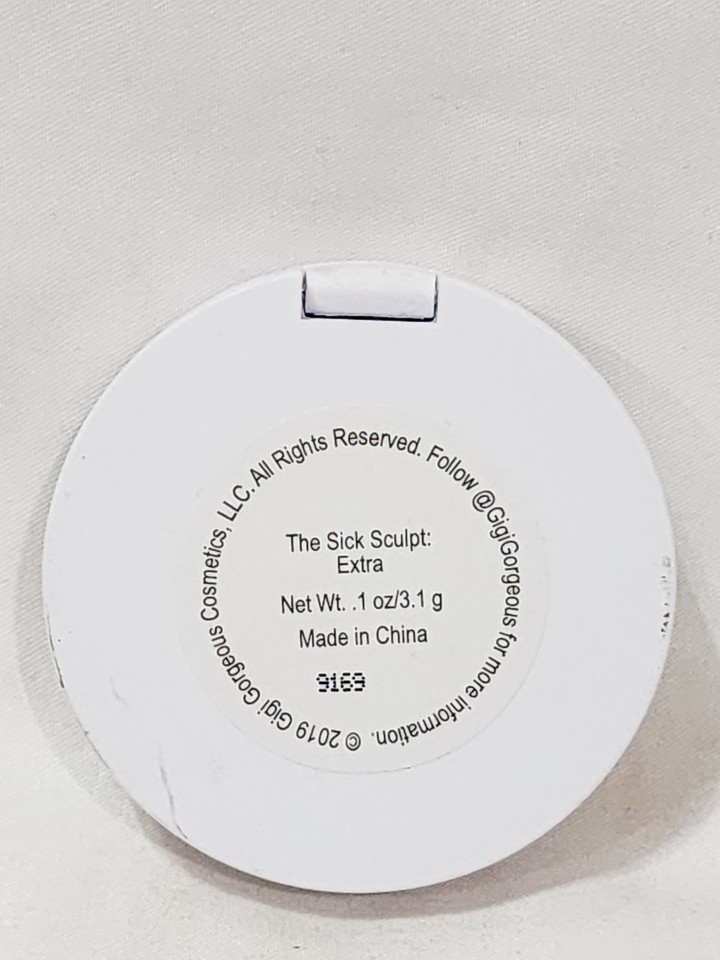 © 2019 Gigi Gorgeous Cosmetics, LLC. All Rights Reserved. Follow @GigiGorgeous for more information.
The Sick Sculpt:
Extra
Net Wt. .1 oz/3.1 g
Made in China
9169